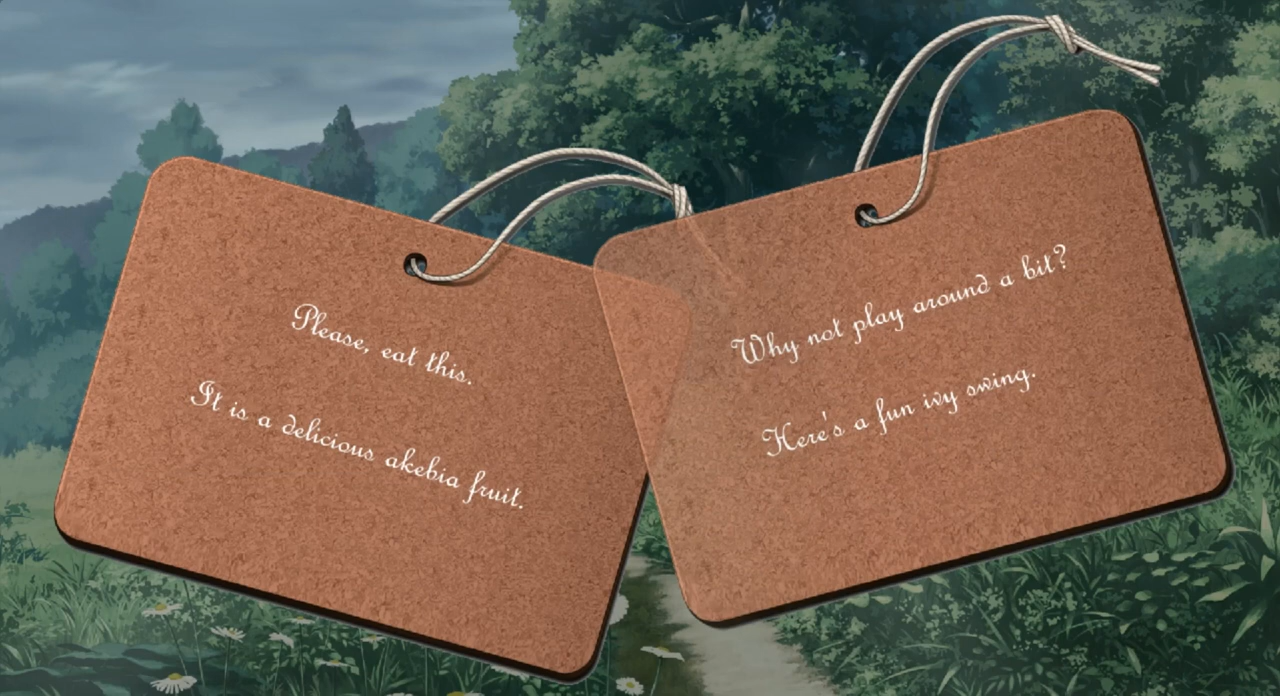 Please, eat this.
It is a delicious akebia fruit.
Why not play around a bit?
Here's a fun ivy swing.